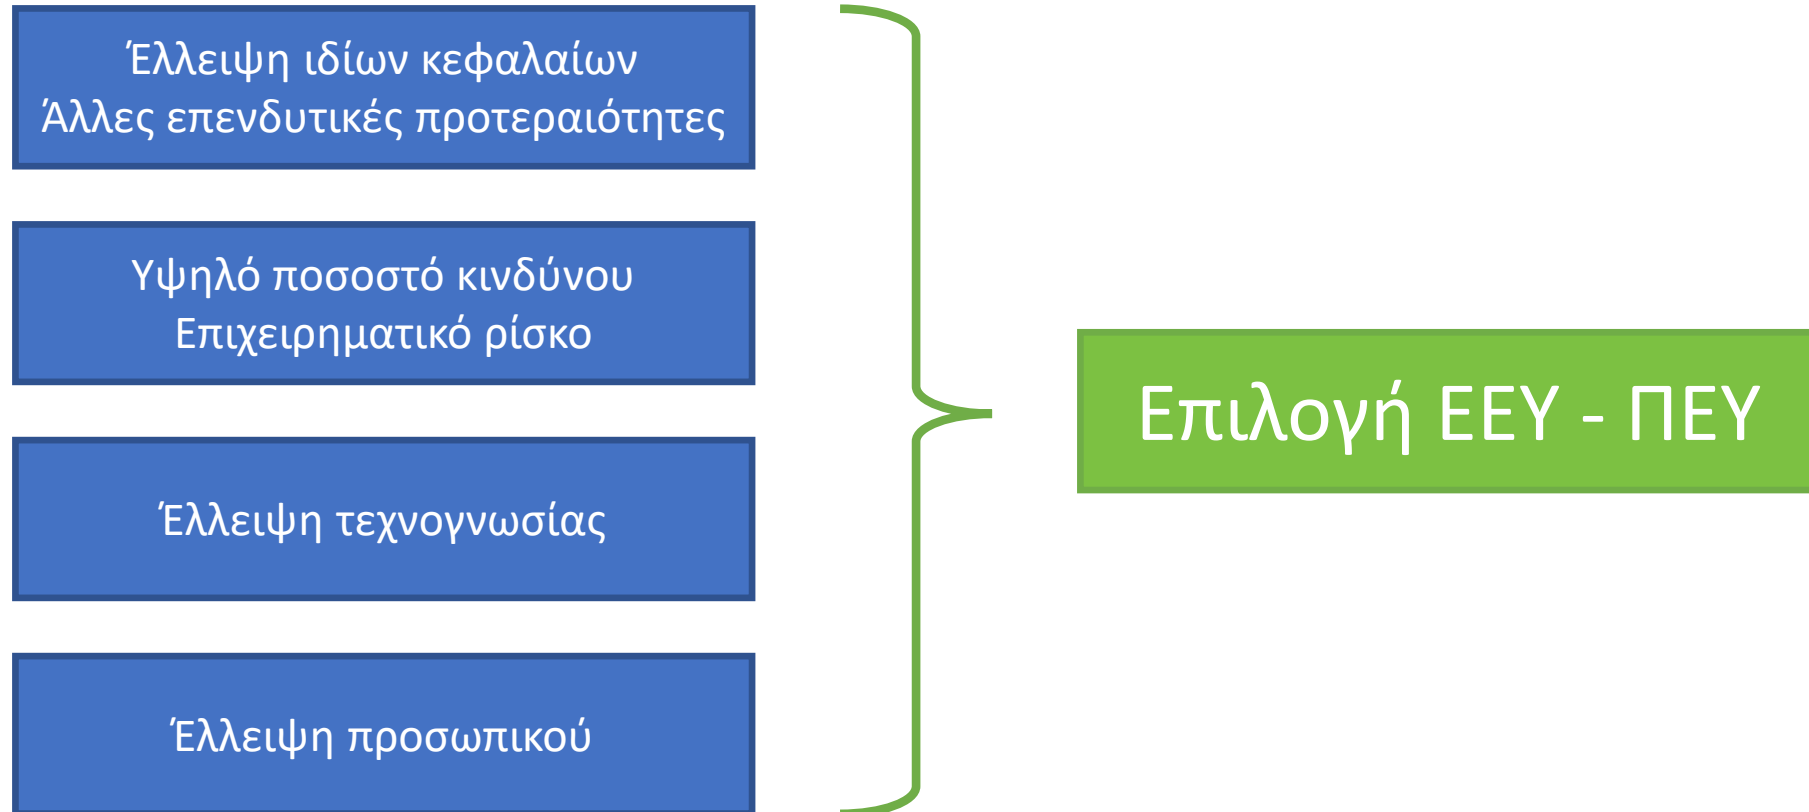 Έλλειψη ιδίων κεφαλαίων
Άλλες επενδυτικές προτεραιότητες
Υψηλό ποσοστό κινδύνου
Επιχειρηματικό ρίσκο
Έλλειψη τεχνογνωσίας
Έλλειψη προσωπικού
Επιλογή ΕΕΥ - ΠΕΥ